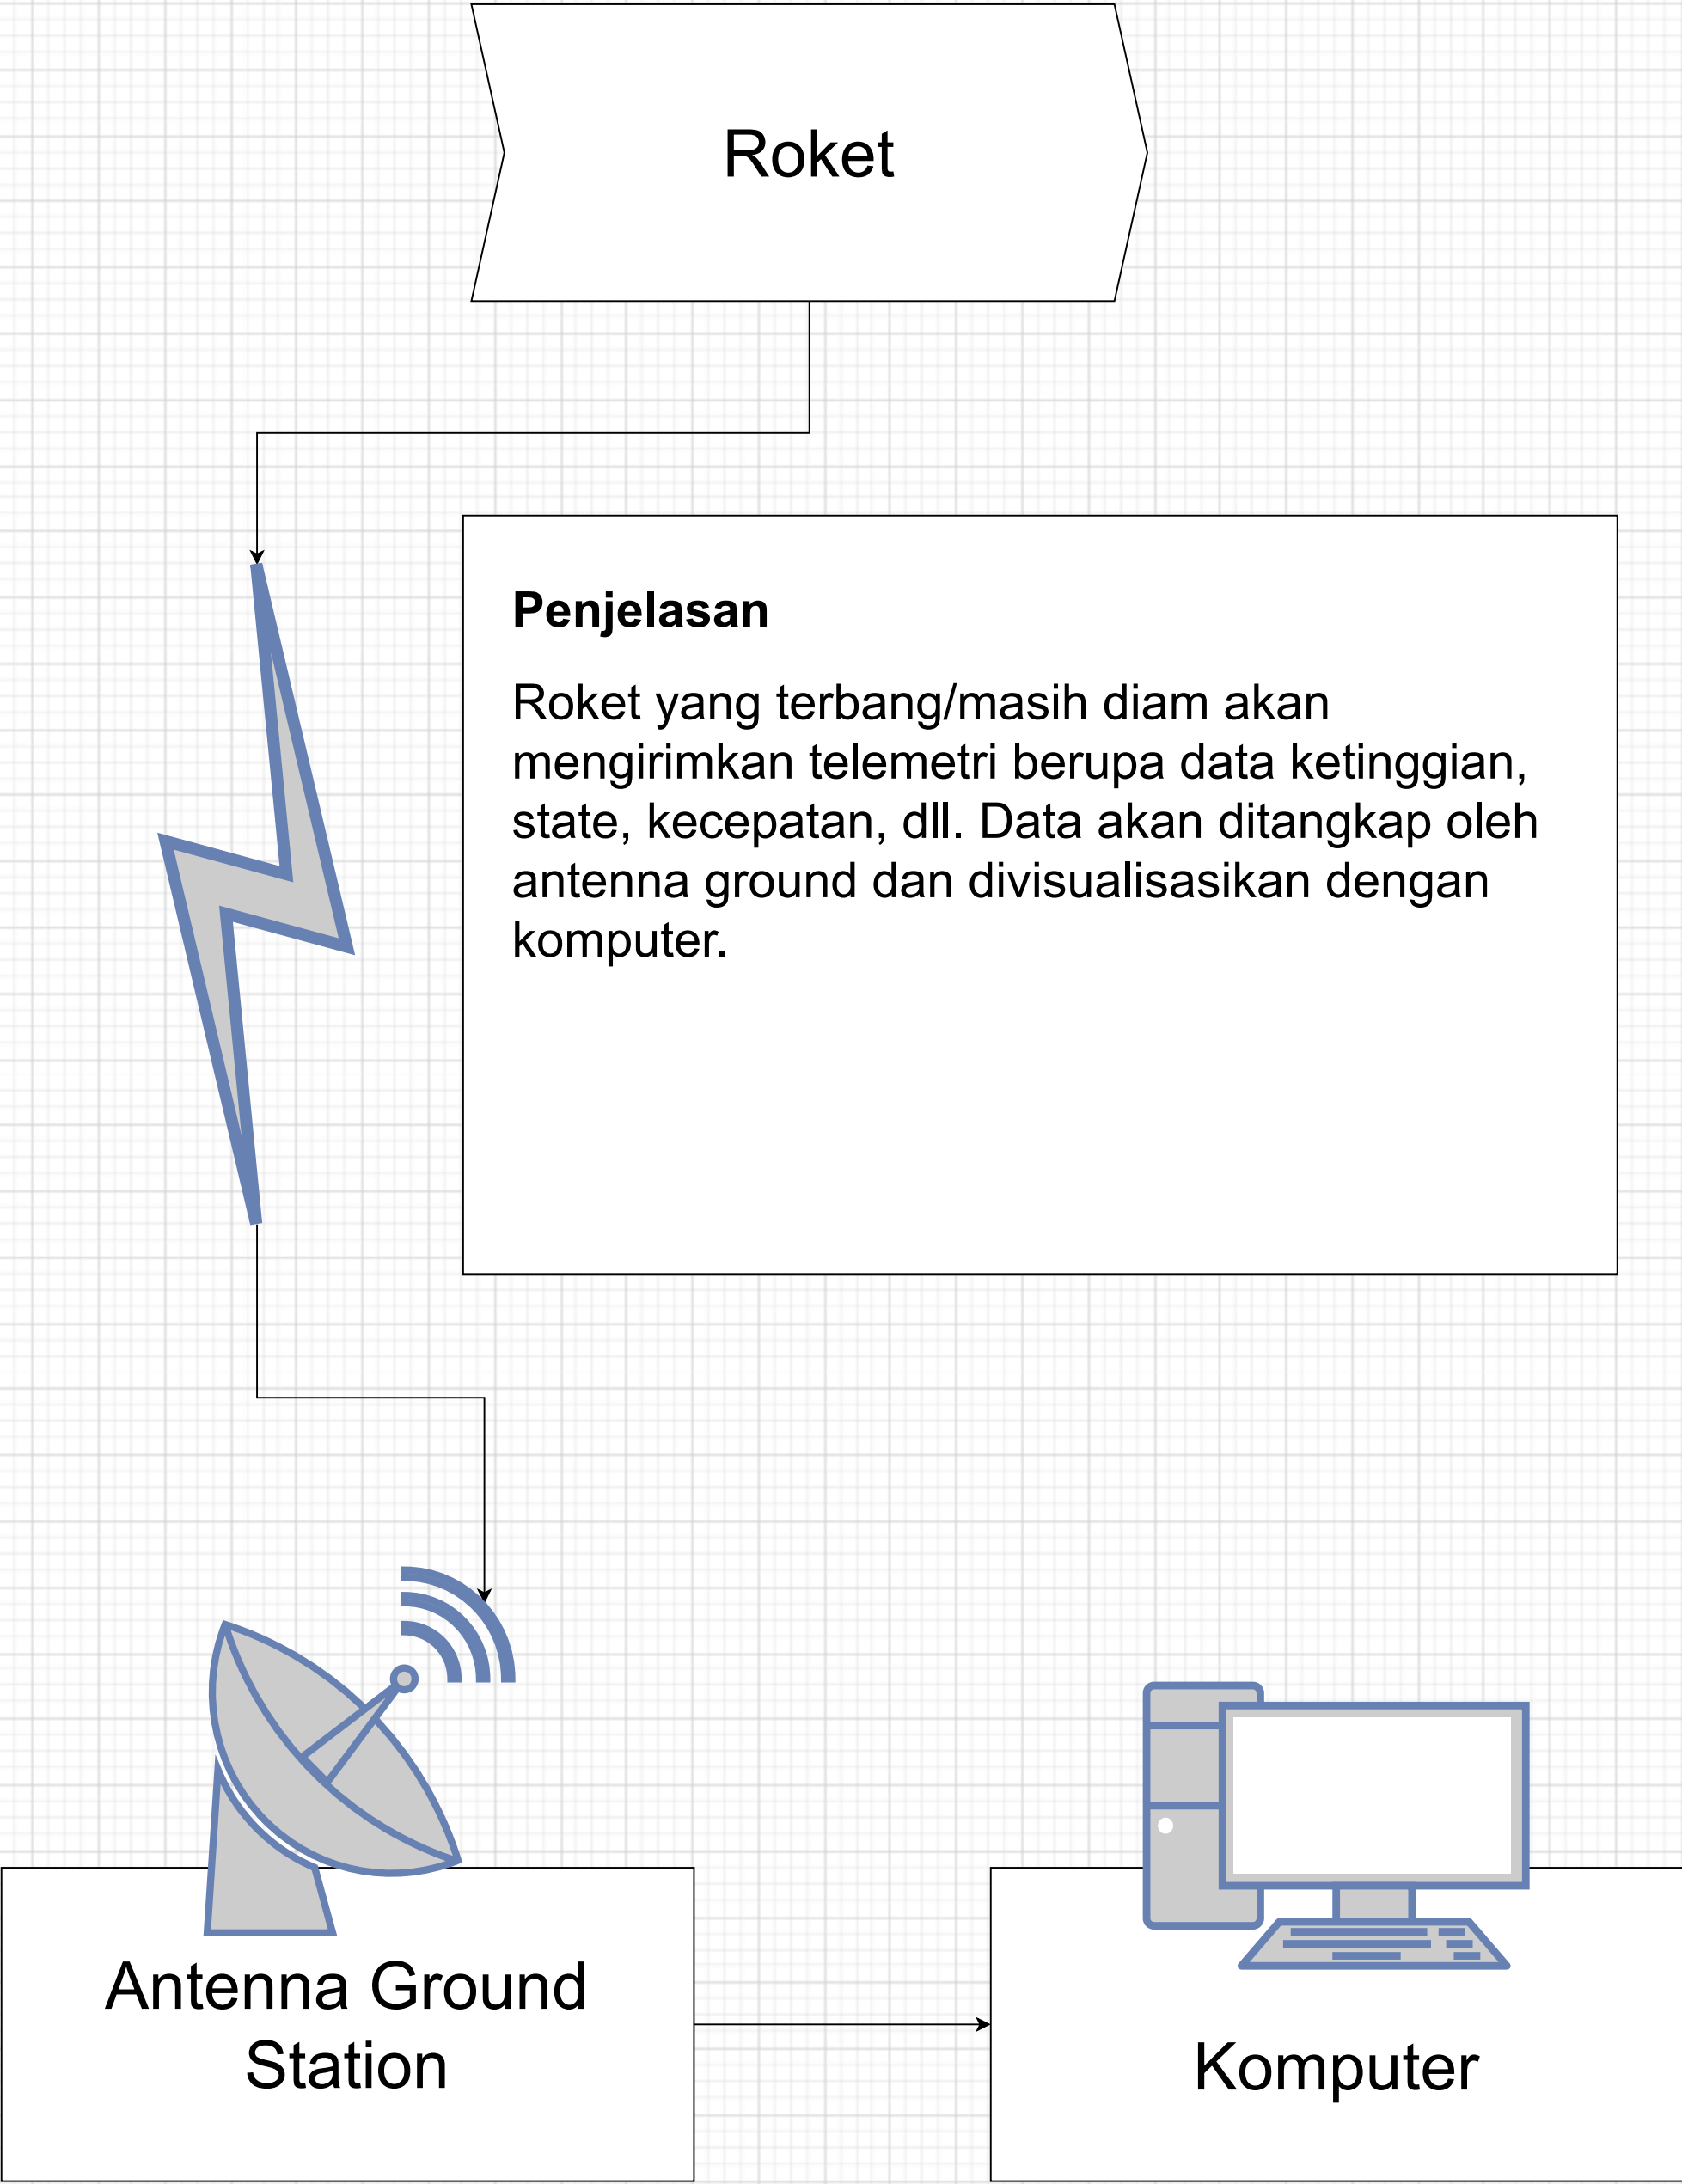 Roket
Penjelasan
Roket yang terbang/masih diam akan
mengirimkan telemetri berupa data ketinggian,
state, kecepatan, dll. Data akan ditangkap oleh
antenna ground dan divisualisasikan dengan
komputer.
Antenna Ground
Station
Komputer